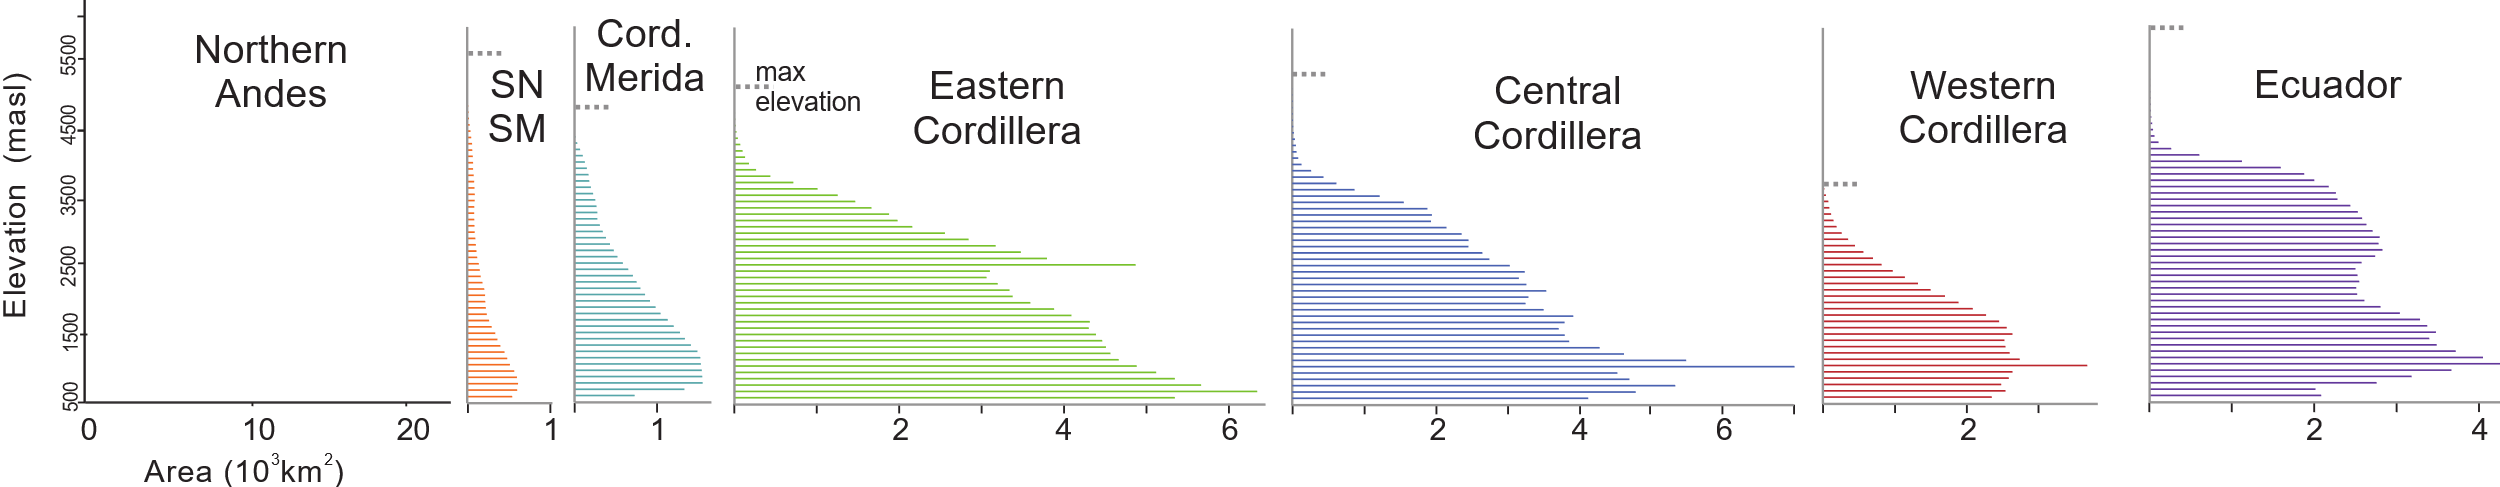 Northern
Andes
SN
SM
Cord.
Merida
max
elevation
Eastern
Cordillera
Central
Cordillera
Western
Cordillera
Ecuador
Elevation (masl)
5500
4500
3500
2500
1500
500
0 10 20
1
1
2 4 6
2 4 6
2
2 4
Area (10³km²)